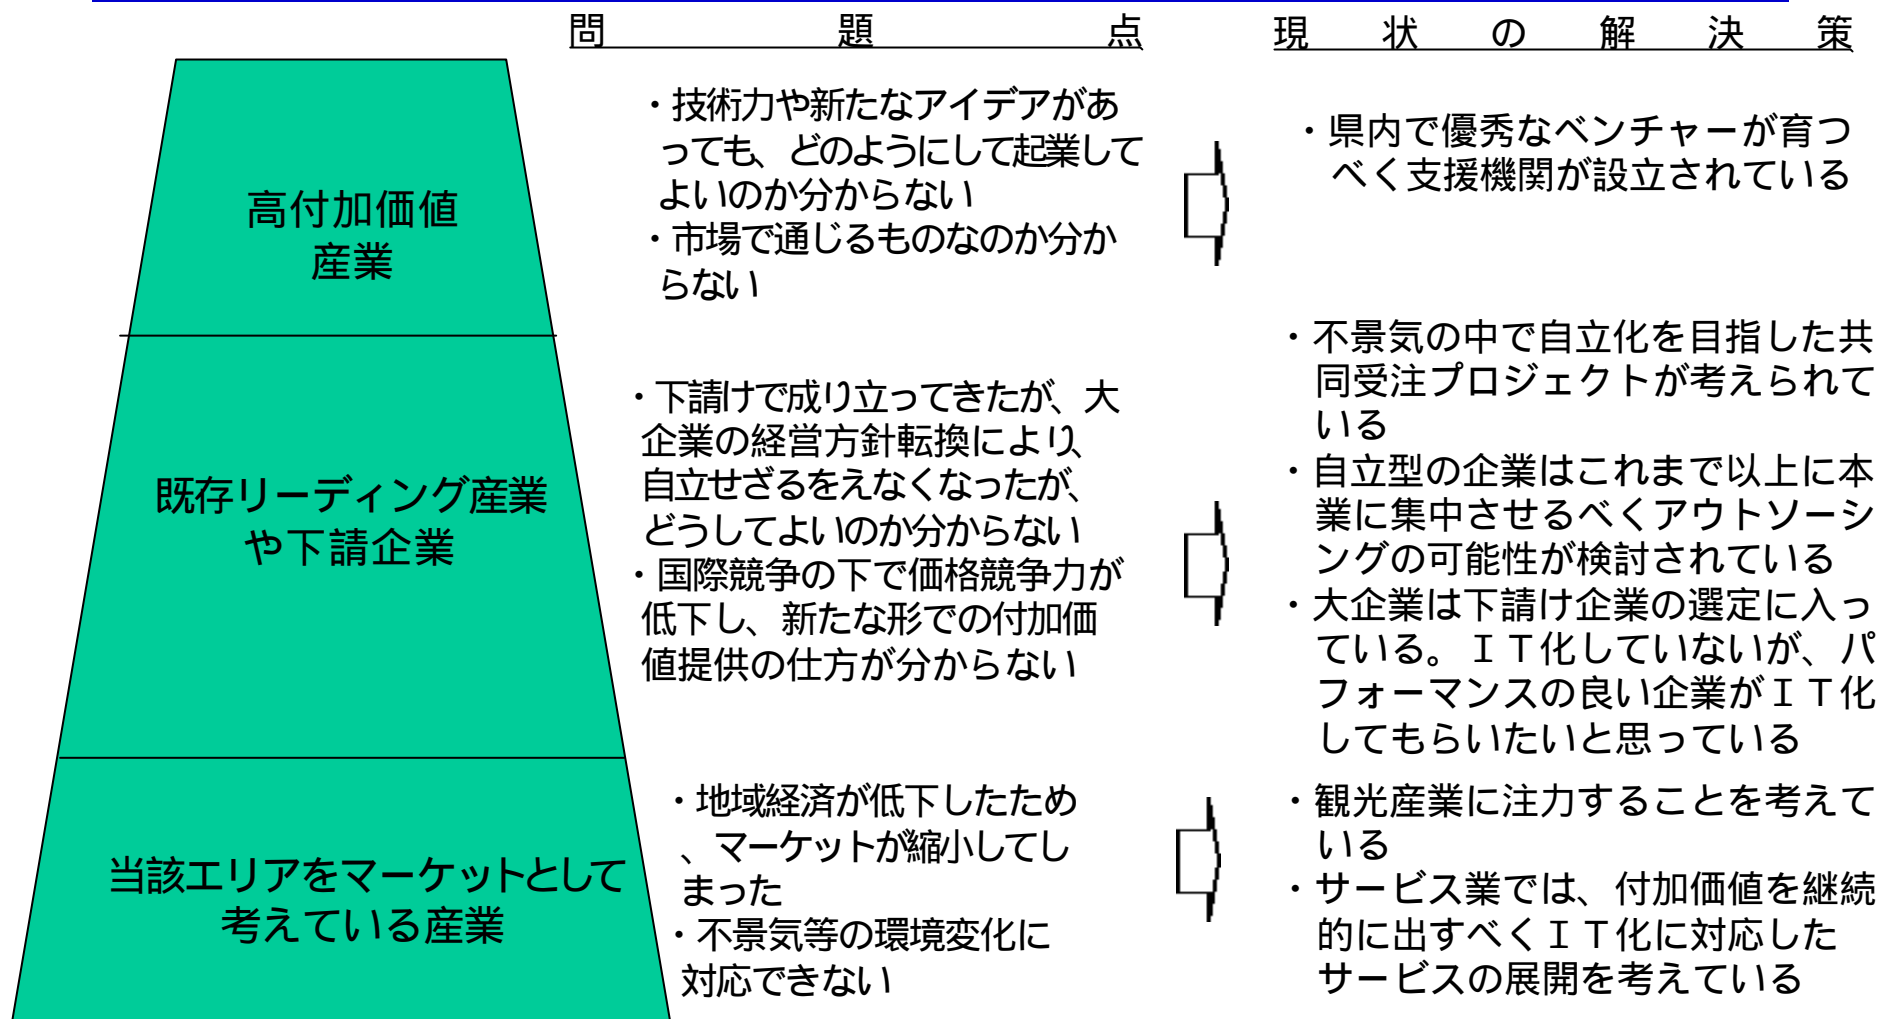 問題点
現状の解決策
高付加価値
産業
・技術力や新たなアイデアがあ
っても、どのようにして起業して
よいのか分からない
・市場で通じるものなのか分か
らない
・県内で優秀なベンチャーが育つ
べく支援機関が設立されている
既存リーディング産業
や下請企業
・下請けで成り立ってきたが、大
企業の経営方針転換により、
自立せざるをえなくなったが、
どうしてよいのか分からない
・国際競争の下で価格競争力が
低下し、新たな形での付加価
値提供の仕方が分からない
・不景気の中で自立化を目指した共
同受注プロジェクトが考えられて
いる
・自立型の企業はこれまで以上に本
業に集中させるべくアウトソーシ
ングの可能性が検討されている
・大企業は下請け企業の選定に入っ
ている。ＩＴ化していないが、パ
フォーマンスの良い企業がＩＴ化
してもらいたいと思っている
当該エリアをマーケットとして
考えている産業
・地域経済が低下したため
、マーケットが縮小してし
まった
・不景気等の環境変化に
対応できない
・観光産業に注力することを考えて
いる
・サービス業では、付加価値を継続
的に出すべくＩＴ化に対応した
サービスの展開を考えている